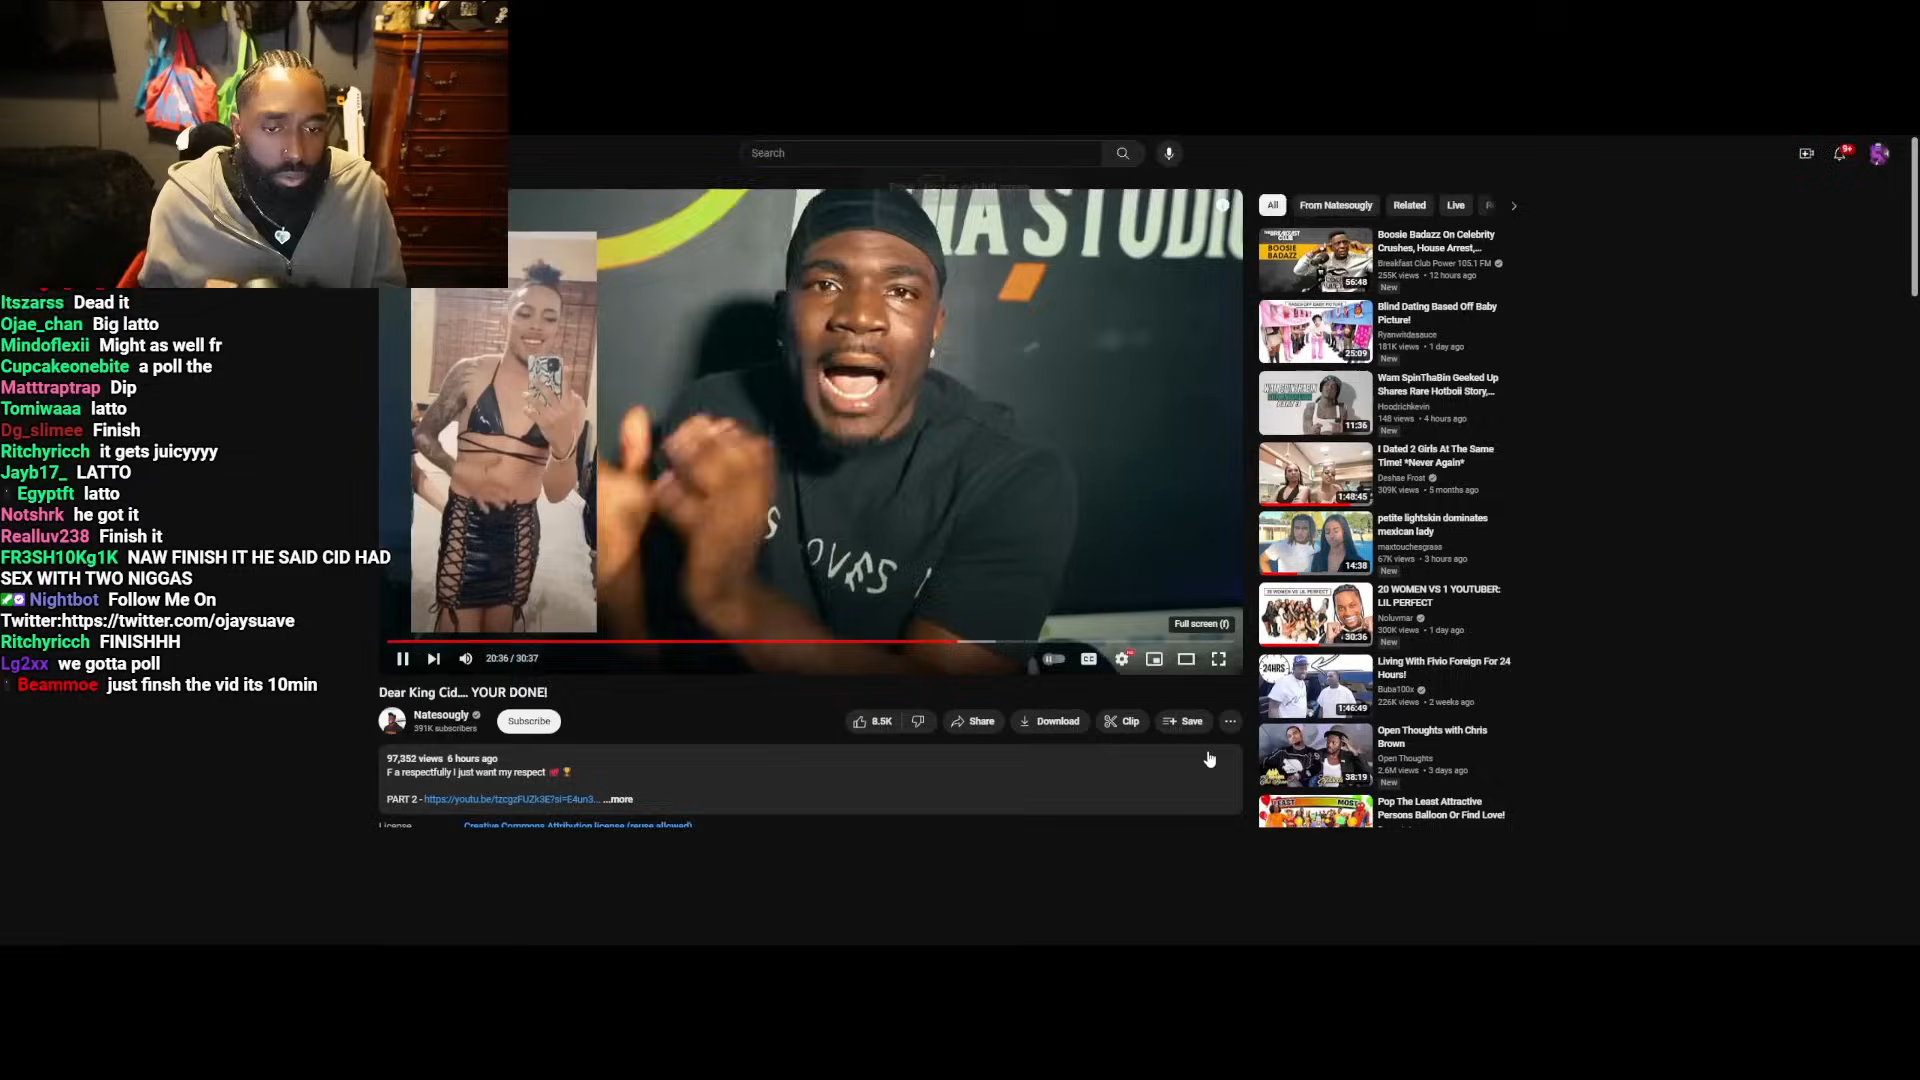 Search
9+
IA STUDIO
OVES
Itszarss Dead it
Ojae_chan Big latto
Mindoflexii Might as well fr
Cupcakeonebite a poll the
Matttraptrap Dip
Tomiwaaa latto
Dg_slimee Finish
Ritchyricch it gets juicyyyy
Jayb17_ LATTO
Egyptft latto
Notshrk he got it
Realluv238 Finish it
FR3SH10Kg1K NAW FINISH IT HE SAID CID HAD
SEX WITH TWO NIGGAS
Nightbot Follow Me On
Twitter:https://twitter.com/ojaysuave
Ritchyricch FINISHHH
Lg2xx we gotta poll
Beammoe just finsh the vid its 10min
Full screen (f)
20:36 / 30:37
CC
HD
Dear King Cid.... YOUR DONE!
Natesougly
391K subscribers
Subscribe
8.5K
Share
Download
Clip
Save
97,352 views 6 hours ago
F a respectfully I just want my respect
PART 2 - https://youtu.be/tzcgzFUZk3E?si=E4un3... ...more
License Creative Commons Attribution license (reuse allowed)
All From Natesougly Related Live
BOOSIE
BADAZZ
56:48
Boosie Badazz On Celebrity
Crushes, House Arrest,...
Breakfast Club Power 105.1 FM
255K views • 12 hours ago
New
25:09
Blind Dating Based Off Baby
Picture!
Ryanwitdasauce
181K views • 1 day ago
New
11:36
Wam SpinThaBin Geeked Up
Shares Rare Hotboii Story,...
Hoodrichkevin
148 views • 4 hours ago
New
1:48:45
I Dated 2 Girls At The Same
Time! *Never Again*
Deshae Frost
309K views • 5 months ago
14:38
petite lightskin dominates
mexican lady
maxtouchesgrass
67K views • 3 hours ago
New
30:36
20 WOMEN VS 1 YOUTUBER:
LIL PERFECT
Noluvmar
300K views • 1 day ago
New
24HRS
1:46:49
Living With Fivio Foreign For 24
Hours!
Buba100x
226K views • 2 weeks ago
38:19
Open Thoughts with Chris
Brown
Open Thoughts
2.6M views • 3 days ago
New
LEAST MOST
Pop The Least Attractive
Persons Balloon Or Find Love!